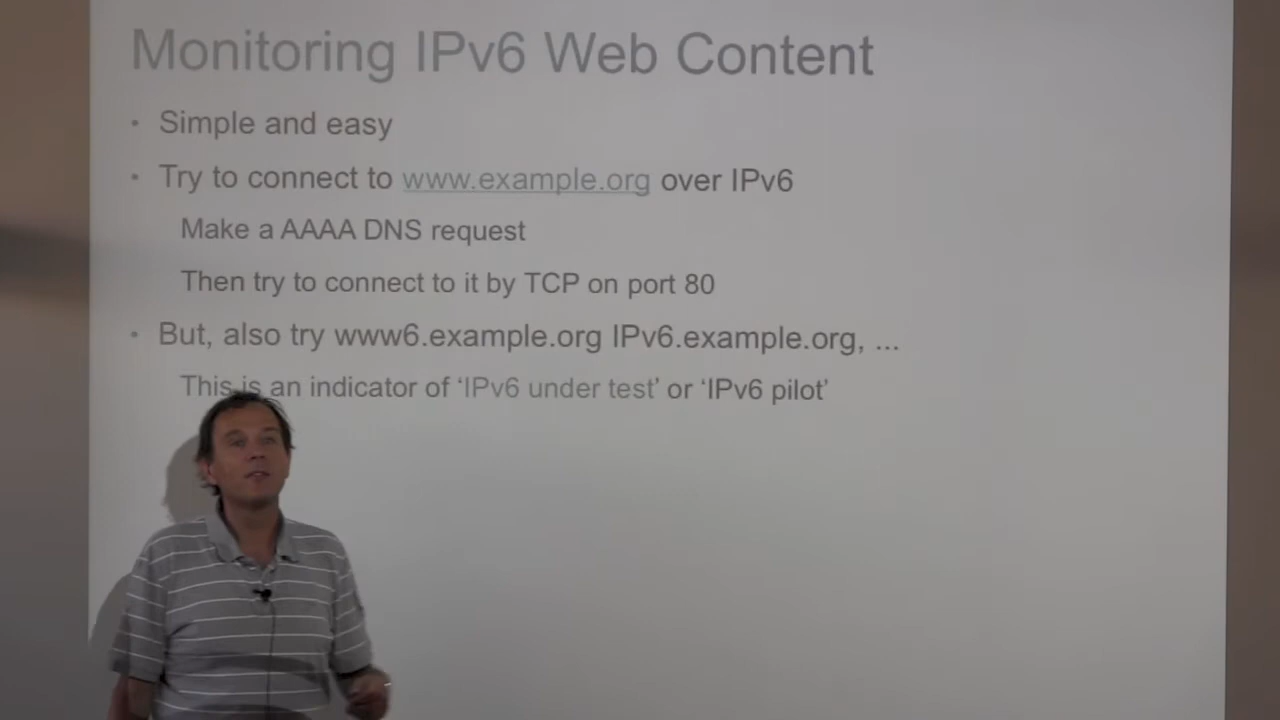 Monitoring IPv6 Web Content
• Simple and easy
• Try to connect to www.example.org over IPv6
Make a AAAA DNS request
Then try to connect to it by TCP on port 80
• But, also try www6.example.org IPv6.example.org, ...
This is an indicator of ‘IPv6 under test’ or ‘IPv6 pilot’